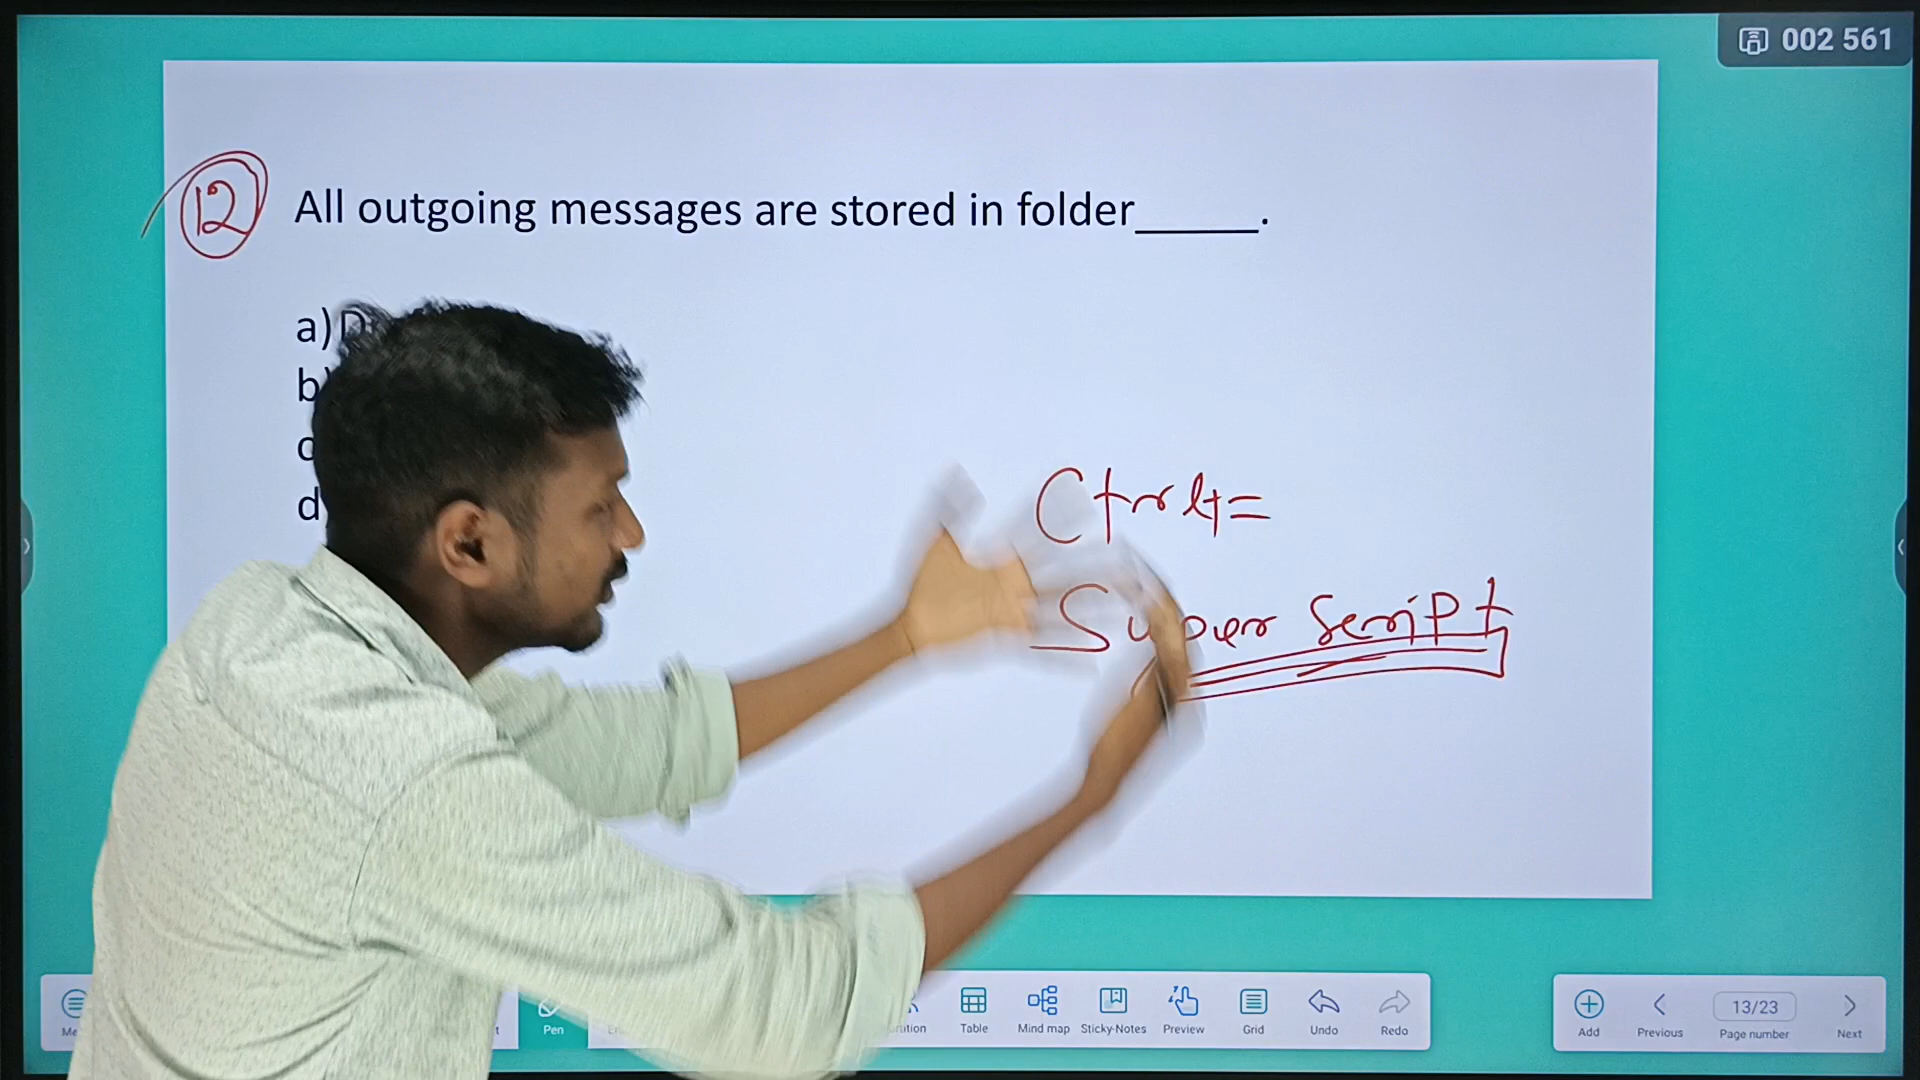 002 561
12 All outgoing messages are stored in folder_____.
a)
b)
d
Ctrl+=
Super Script
Pen
Table
Mind map
Sticky-Notes
Preview
Grid
Undo
Redo
Add
Previous
13/23
Page number
Next